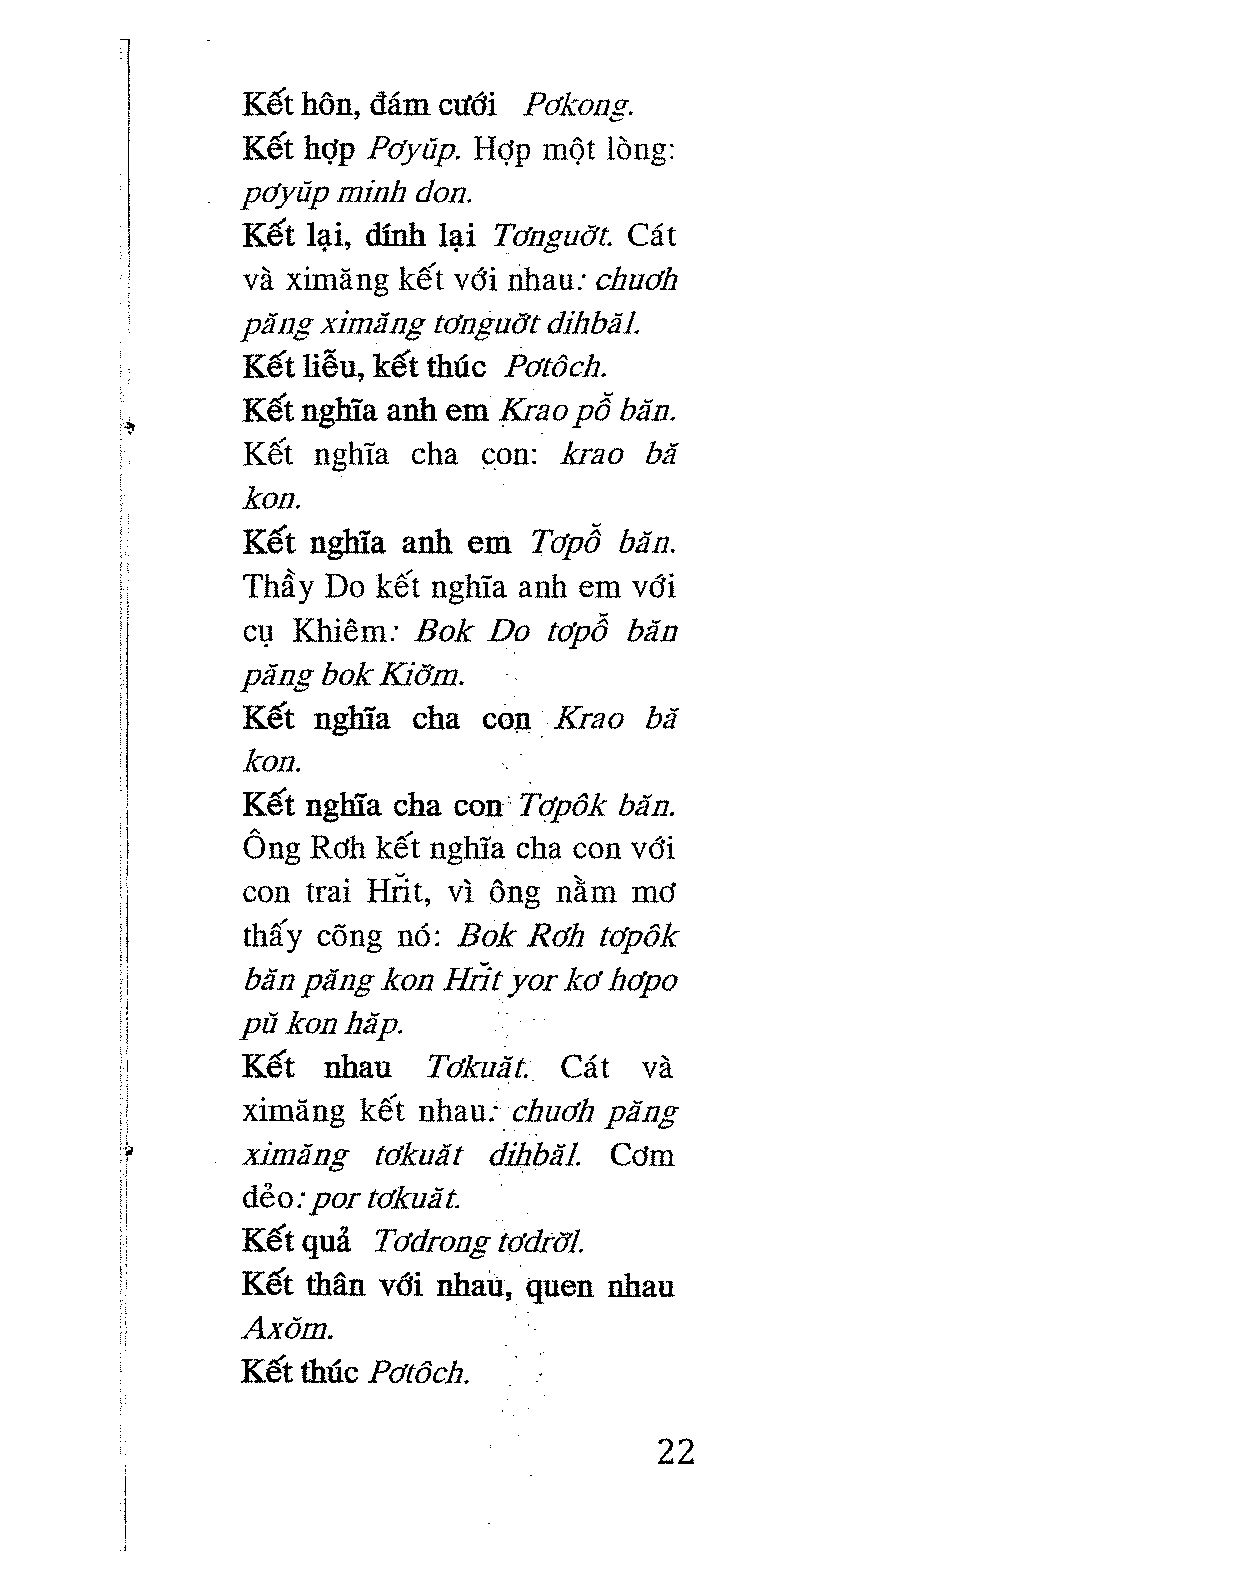 Kết hôn, đám cưới Pơkong.
Kết hợp Pơyŭp. Hợp một lòng:
pơyŭp minh don.
Kết lại, dính lại Tơnguơ̆t. Cát
và ximăng kết với nhau: chuơh
păng ximăng tơnguơ̆t dihbăl.
Kết liễu, kết thúc Pơtôch.
Kết nghĩa anh em Krao pô̆ băn.
Kết nghĩa cha con: krao bă
kon.
Kết nghĩa anh em Tơpô̆ băn.
Thầy Do kết nghĩa anh em với
cụ Khiêm: Bok Do tơpô̆ băn
păng bok Kiơ̆m.
Kết nghĩa cha con Krao bă
kon.
Kết nghĩa cha con Tơpôk băn.
Ông Rơh kết nghĩa cha con với
con trai Hrĭt, vì ông nằm mơ
thấy cõng nó: Bok Rơh tơpôk
băn păng kon Hrĭt yor kơ hơpo
pŭ kon hăp.
Kết nhau Tơkuăt. Cát và
ximăng kết nhau: chuơh păng
ximăng tơkuăt dihbăl. Cơm
dẻo: por tơkuăt.
Kết quả Tơdrong tơdrơ̆l.
Kết thân với nhau, quen nhau
Axŏm.
Kết thúc Pơtôch.
22